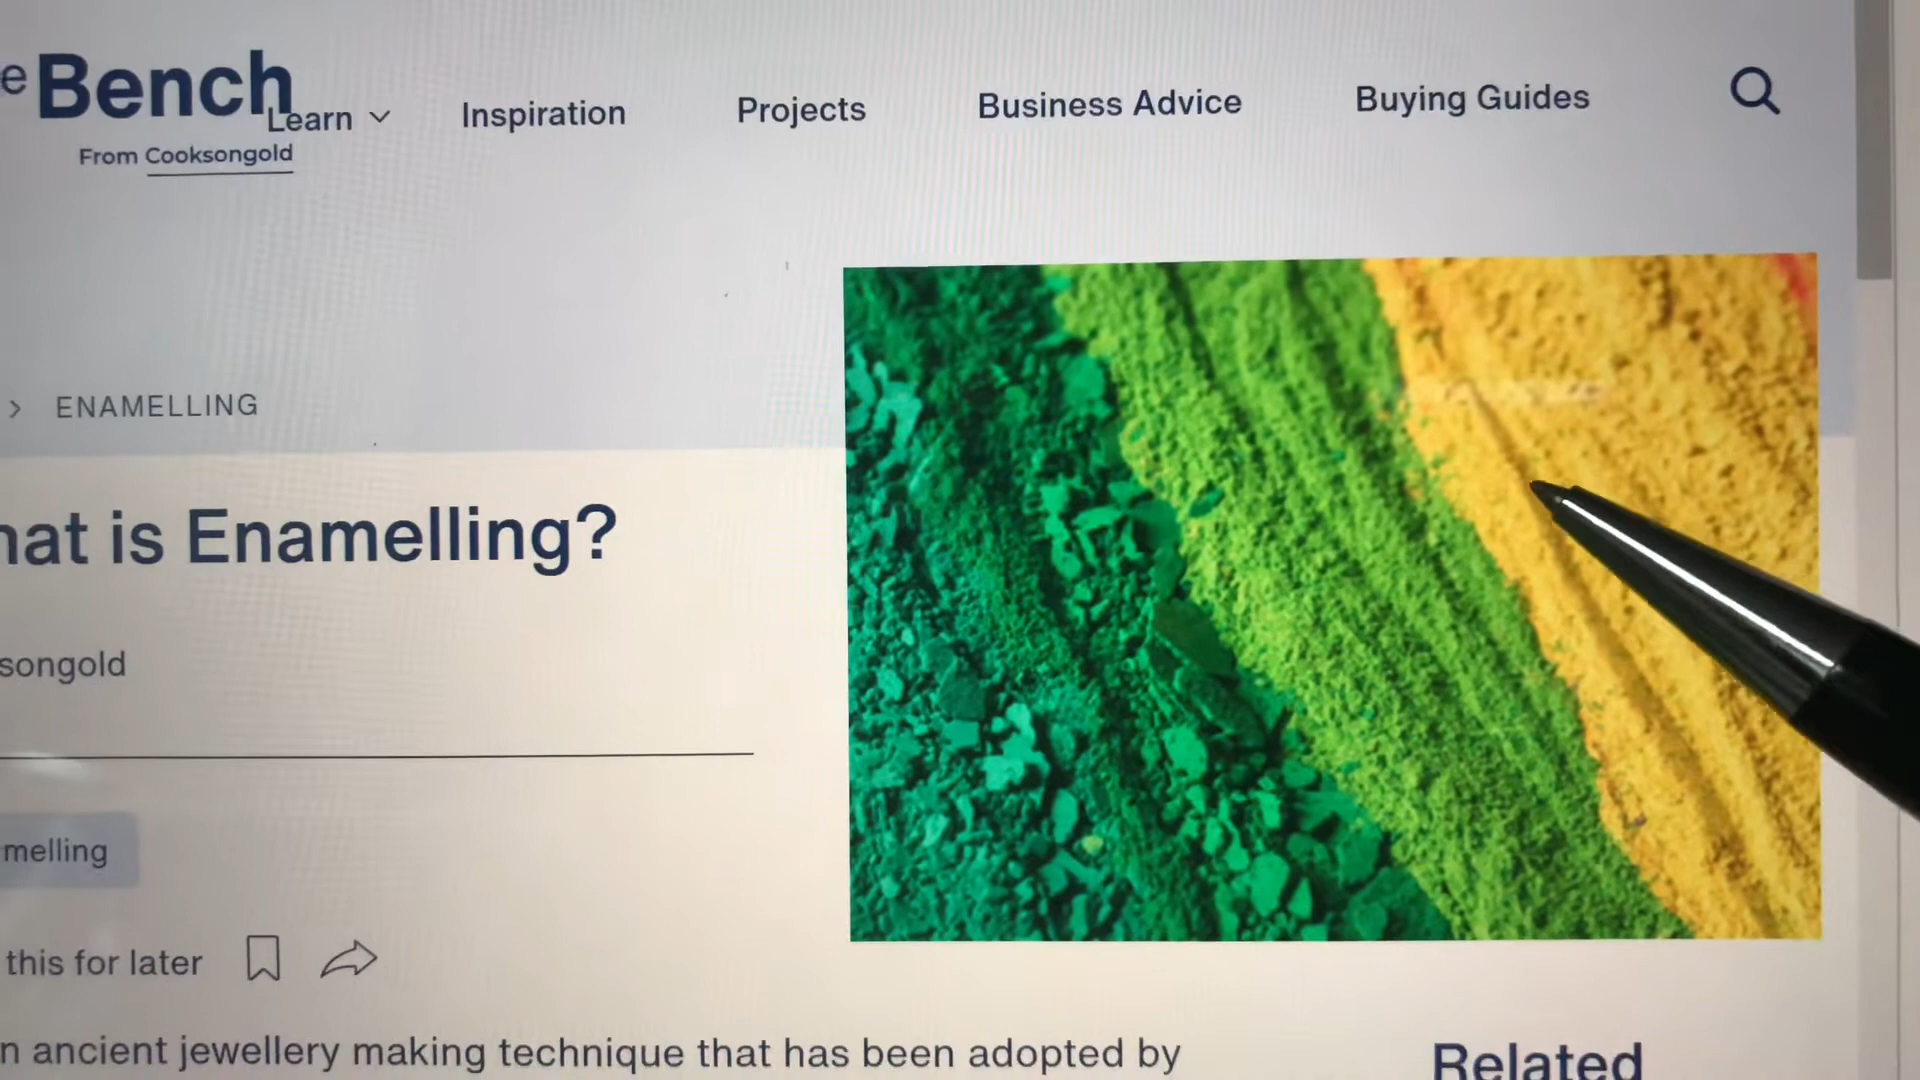 e Bench
From Cooksongold
Learn Inspiration Projects Business Advice Buying Guides
> ENAMELLING
hat is Enamelling?
songold
melling
this for later
n ancient jewellery making technique that has been adopted by
Related